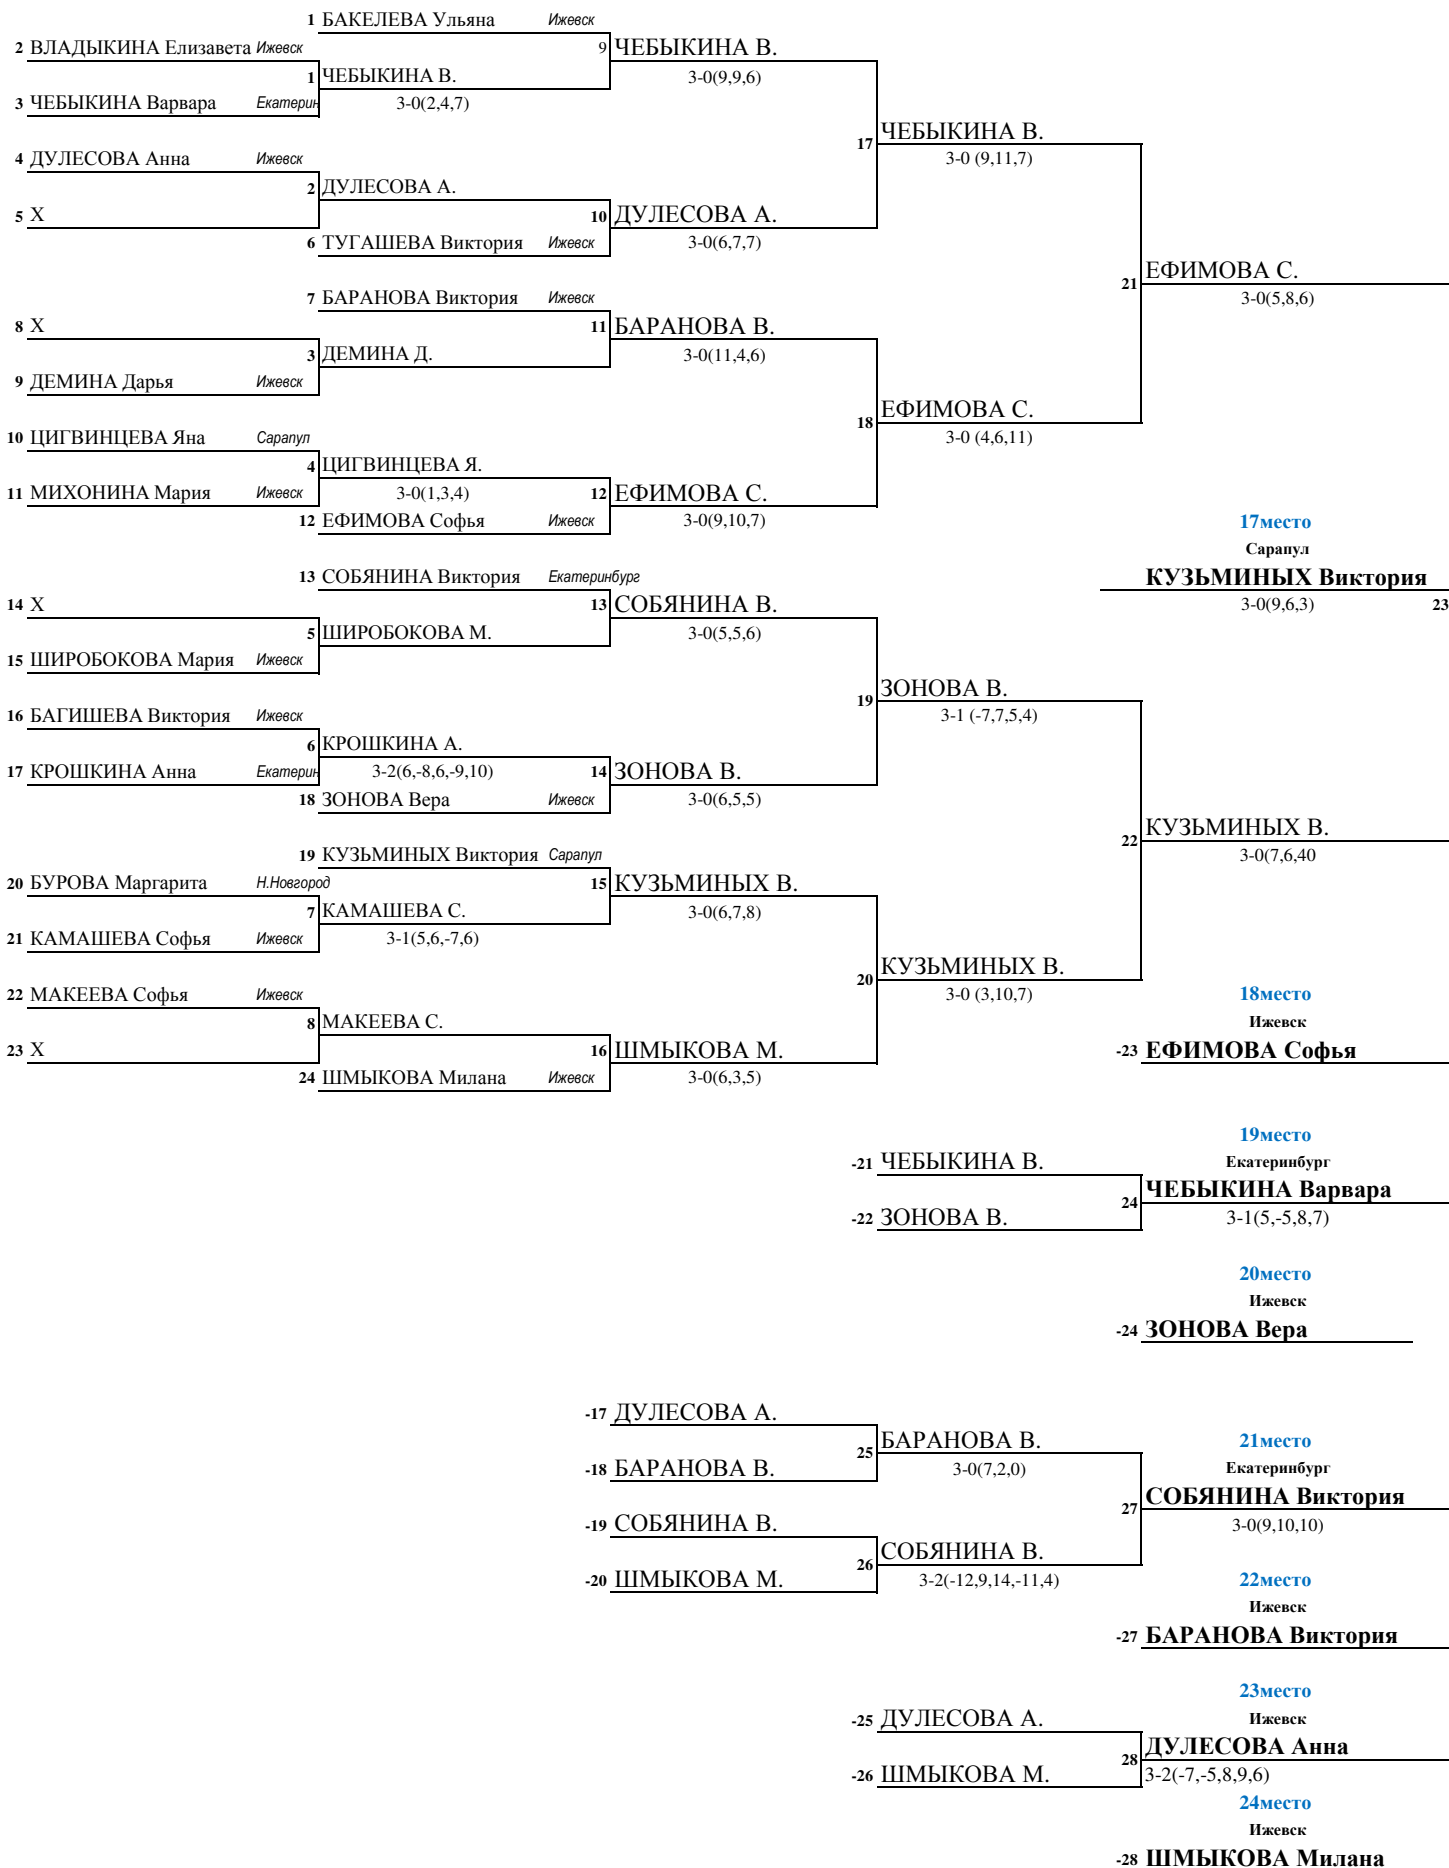 1 БАКЕЛЕВА Ульяна Ижевск
2 ВЛАДЫКИНА Елизавета Ижевск 9 ЧЕБЫКИНА В.
1 ЧЕБЫКИНА В. 3-0(9,9,6)
3 ЧЕБЫКИНА Варвара Екатерин 3-0(2,4,7)
17 ЧЕБЫКИНА В.
4 ДУЛЕСОВА Анна Ижевск 3-0 (9,11,7)
2 ДУЛЕСОВА А.
5 X 10 ДУЛЕСОВА А.
6 ТУГАШЕВА Виктория Ижевск 3-0(6,7,7)
21 ЕФИМОВА С.
7 БАРАНОВА Виктория Ижевск 3-0(5,8,6)
8 X 11 БАРАНОВА В.
3 ДЕМИНА Д. 3-0(11,4,6)
9 ДЕМИНА Дарья Ижевск
18 ЕФИМОВА С.
10 ЦИГВИНЦЕВА Яна Сарапул 3-0 (4,6,11)
4 ЦИГВИНЦЕВА Я.
11 МИХОНИНА Мария Ижевск 3-0(1,3,4) 12 ЕФИМОВА С.
12 ЕФИМОВА Софья Ижевск 3-0(9,10,7) 17место
Сарапул
13 СОБЯНИНА Виктория Екатеринбург КУЗЬМИНЫХ Виктория
14 X 13 СОБЯНИНА В. 3-0(9,6,3) 23
5 ШИРОБОКОВА М. 3-0(5,5,6)
15 ШИРОБОКОВА Мария Ижевск
19 ЗОНОВА В.
16 БАГИШЕВА Виктория Ижевск 3-1 (-7,7,5,4)
6 КРОШКИНА А.
17 КРОШКИНА Анна Екатерин 3-2(6,-8,6,-9,10) 14 ЗОНОВА В.
18 ЗОНОВА Вера Ижевск 3-0(6,5,5)
22 КУЗЬМИНЫХ В.
19 КУЗЬМИНЫХ Виктория Сарапул 3-0(7,6,40
20 БУРОВА Маргарита Н.Новгород 15 КУЗЬМИНЫХ В.
7 КАМАШЕВА С. 3-0(6,7,8)
21 КАМАШЕВА Софья Ижевск 3-1(5,6,-7,6)
20 КУЗЬМИНЫХ В.
22 МАКЕЕВА Софья Ижевск 3-0 (3,10,7) 18место
8 МАКЕЕВА С. Ижевск
23 X 16 ШМЫКОВА М. -23 ЕФИМОВА Софья
24 ШМЫКОВА Милана Ижевск 3-0(6,3,5)
19место
-21 ЧЕБЫКИНА В. Екатеринбург
24 ЧЕБЫКИНА Варвара
-22 ЗОНОВА В. 3-1(5,-5,8,7)
20место
Ижевск
-24 ЗОНОВА Вера
-17 ДУЛЕСОВА А.
25 БАРАНОВА В. 21место
-18 БАРАНОВА В. 3-0(7,2,0) Екатеринбург
27 СОБЯНИНА Виктория
-19 СОБЯНИНА В. 3-0(9,10,10)
26 СОБЯНИНА В.
-20 ШМЫКОВА М. 3-2(-12,9,14,-11,4) 22место
Ижевск
-27 БАРАНОВА Виктория
23место
-25 ДУЛЕСОВА А. Ижевск
28 ДУЛЕСОВА Анна
-26 ШМЫКОВА М. 3-2(-7,-5,8,9,6)
24место
Ижевск
-28 ШМЫКОВА Милана